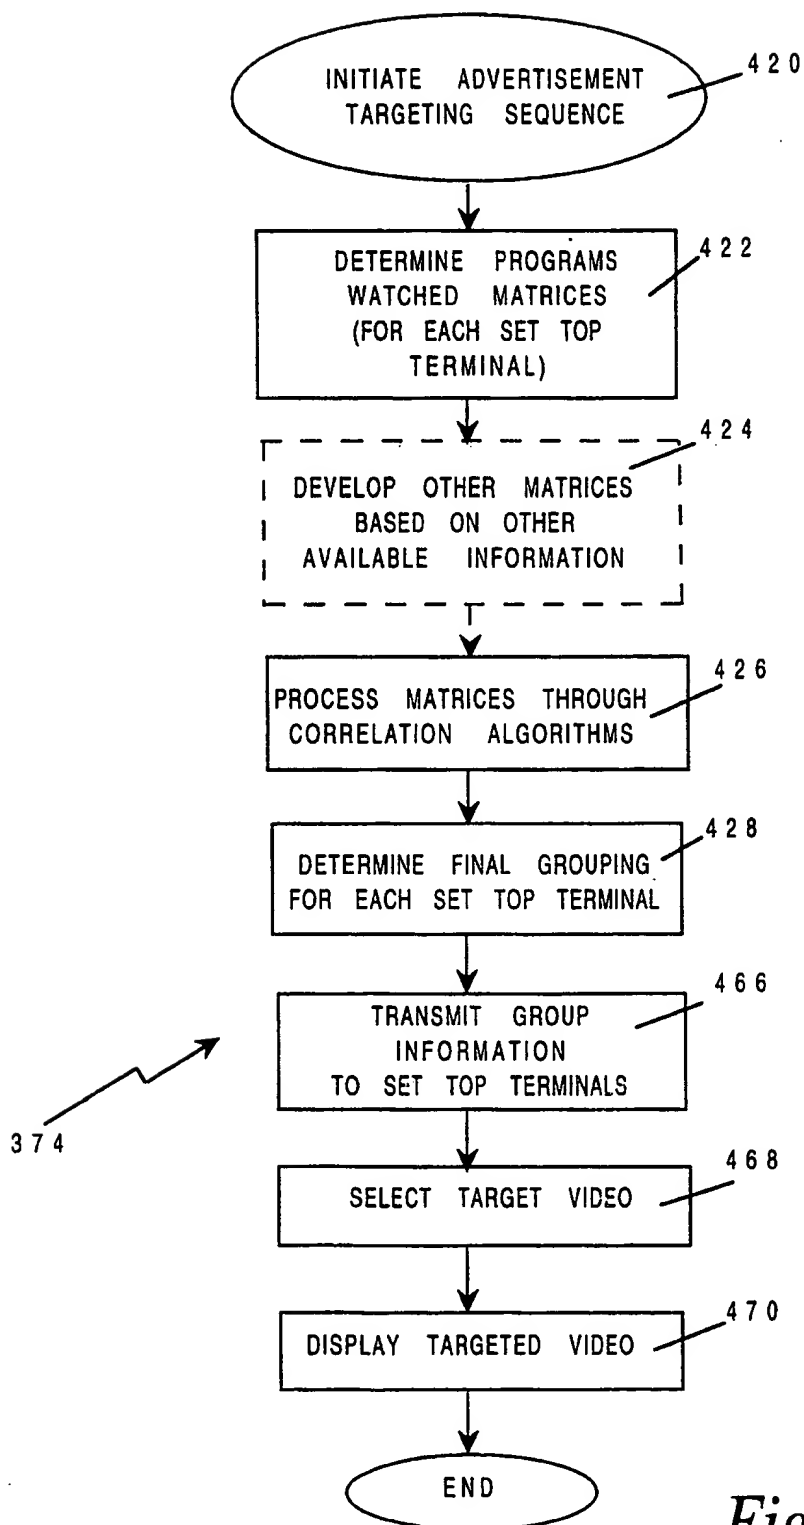 INITIATE ADVERTISEMENT
TARGETING SEQUENCE
420
DETERMINE PROGRAMS
WATCHED MATRICES
(FOR EACH SET TOP
TERMINAL)
422
DEVELOP OTHER MATRICES
BASED ON OTHER
AVAILABLE INFORMATION
424
PROCESS MATRICES THROUGH
CORRELATION ALGORITHMS
426
DETERMINE FINAL GROUPING
FOR EACH SET TOP TERMINAL
428
TRANSMIT GROUP
INFORMATION
TO SET TOP TERMINALS
466
374
SELECT TARGET VIDEO
468
DISPLAY TARGETED VIDEO
470
END
Fig